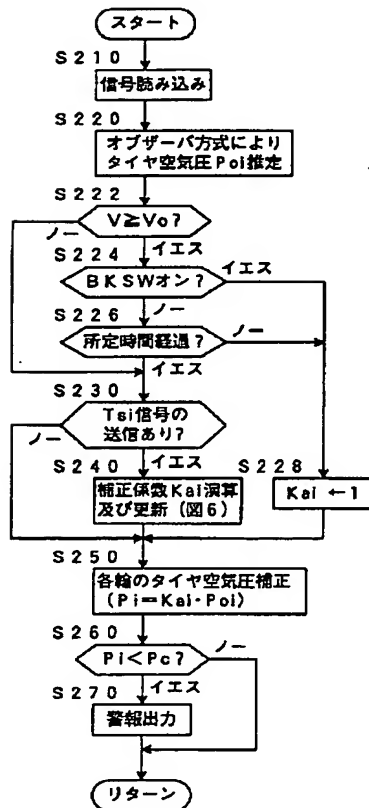 スタート
S210
信号読み込み
S220
オブザーバ方式により
タイヤ空気圧Poi推定
S222
V≧Vo?
ノー
イエス
S224
BKSWオン?
イエス
ノー
S226
所定時間経過?
ノー
イエス
S230
Tsi信号の
送信あり?
ノー
イエス
S240
補正係数Kai演算
及び更新(図6)
S228
Kai ←1
S250
各輪のタイヤ空気圧補正
(Pi=Kai・Poi)
S260
Pi<Pc?
ノー
イエス
S270
警報出力
リターン